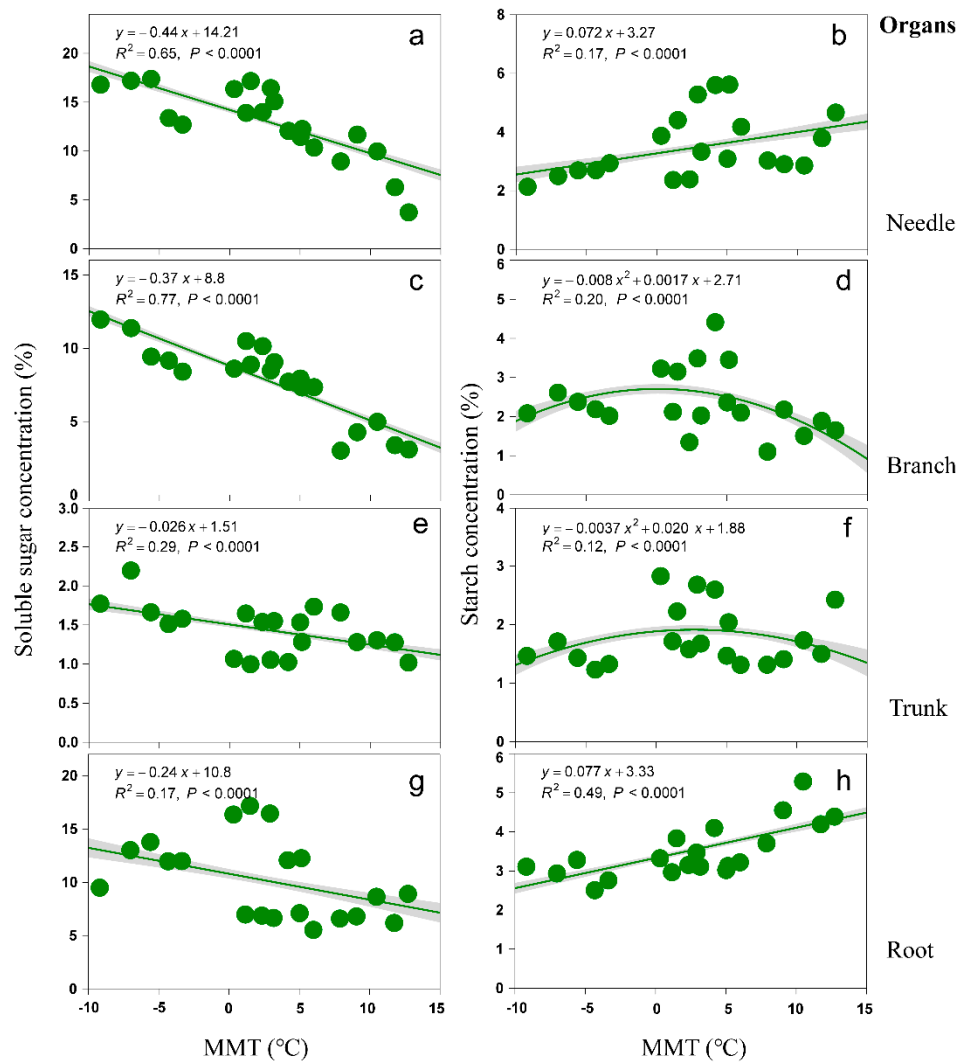 Organs
y = − 0.44 x + 14.21
R² = 0.65, P < 0.0001
a
20
15
10
5
0
y = 0.072 x + 3.27
R² = 0.17, P < 0.0001
b
8
6
4
2
0
Needle
y = − 0.37 x + 8.8
R² = 0.77, P < 0.0001
c
15
10
5
0
y = −0.008 x² + 0.0017 x + 2.71
R² = 0.20, P < 0.0001
d
6
5
4
3
2
1
0
Branch
Soluble sugar concentration (%)
Starch concentration (%)
y = − 0.026 x + 1.51
R² = 0.29, P < 0.0001
e
3.0
2.5
2.0
1.5
1.0
0.5
0.0
y = −0.0037 x² + 0.020 x + 1.88
R² = 0.12, P < 0.0001
f
4
3
2
1
0
Trunk
y = − 0.24 x + 10.8
R² = 0.17, P < 0.0001
g
20
15
10
5
0
y = 0.077 x + 3.33
R² = 0.49, P < 0.0001
h
6
5
4
3
2
1
0
Root
-10 -5 0 5 10 15
-10 -5 0 5 10 15
MMT (℃)
MMT (℃)